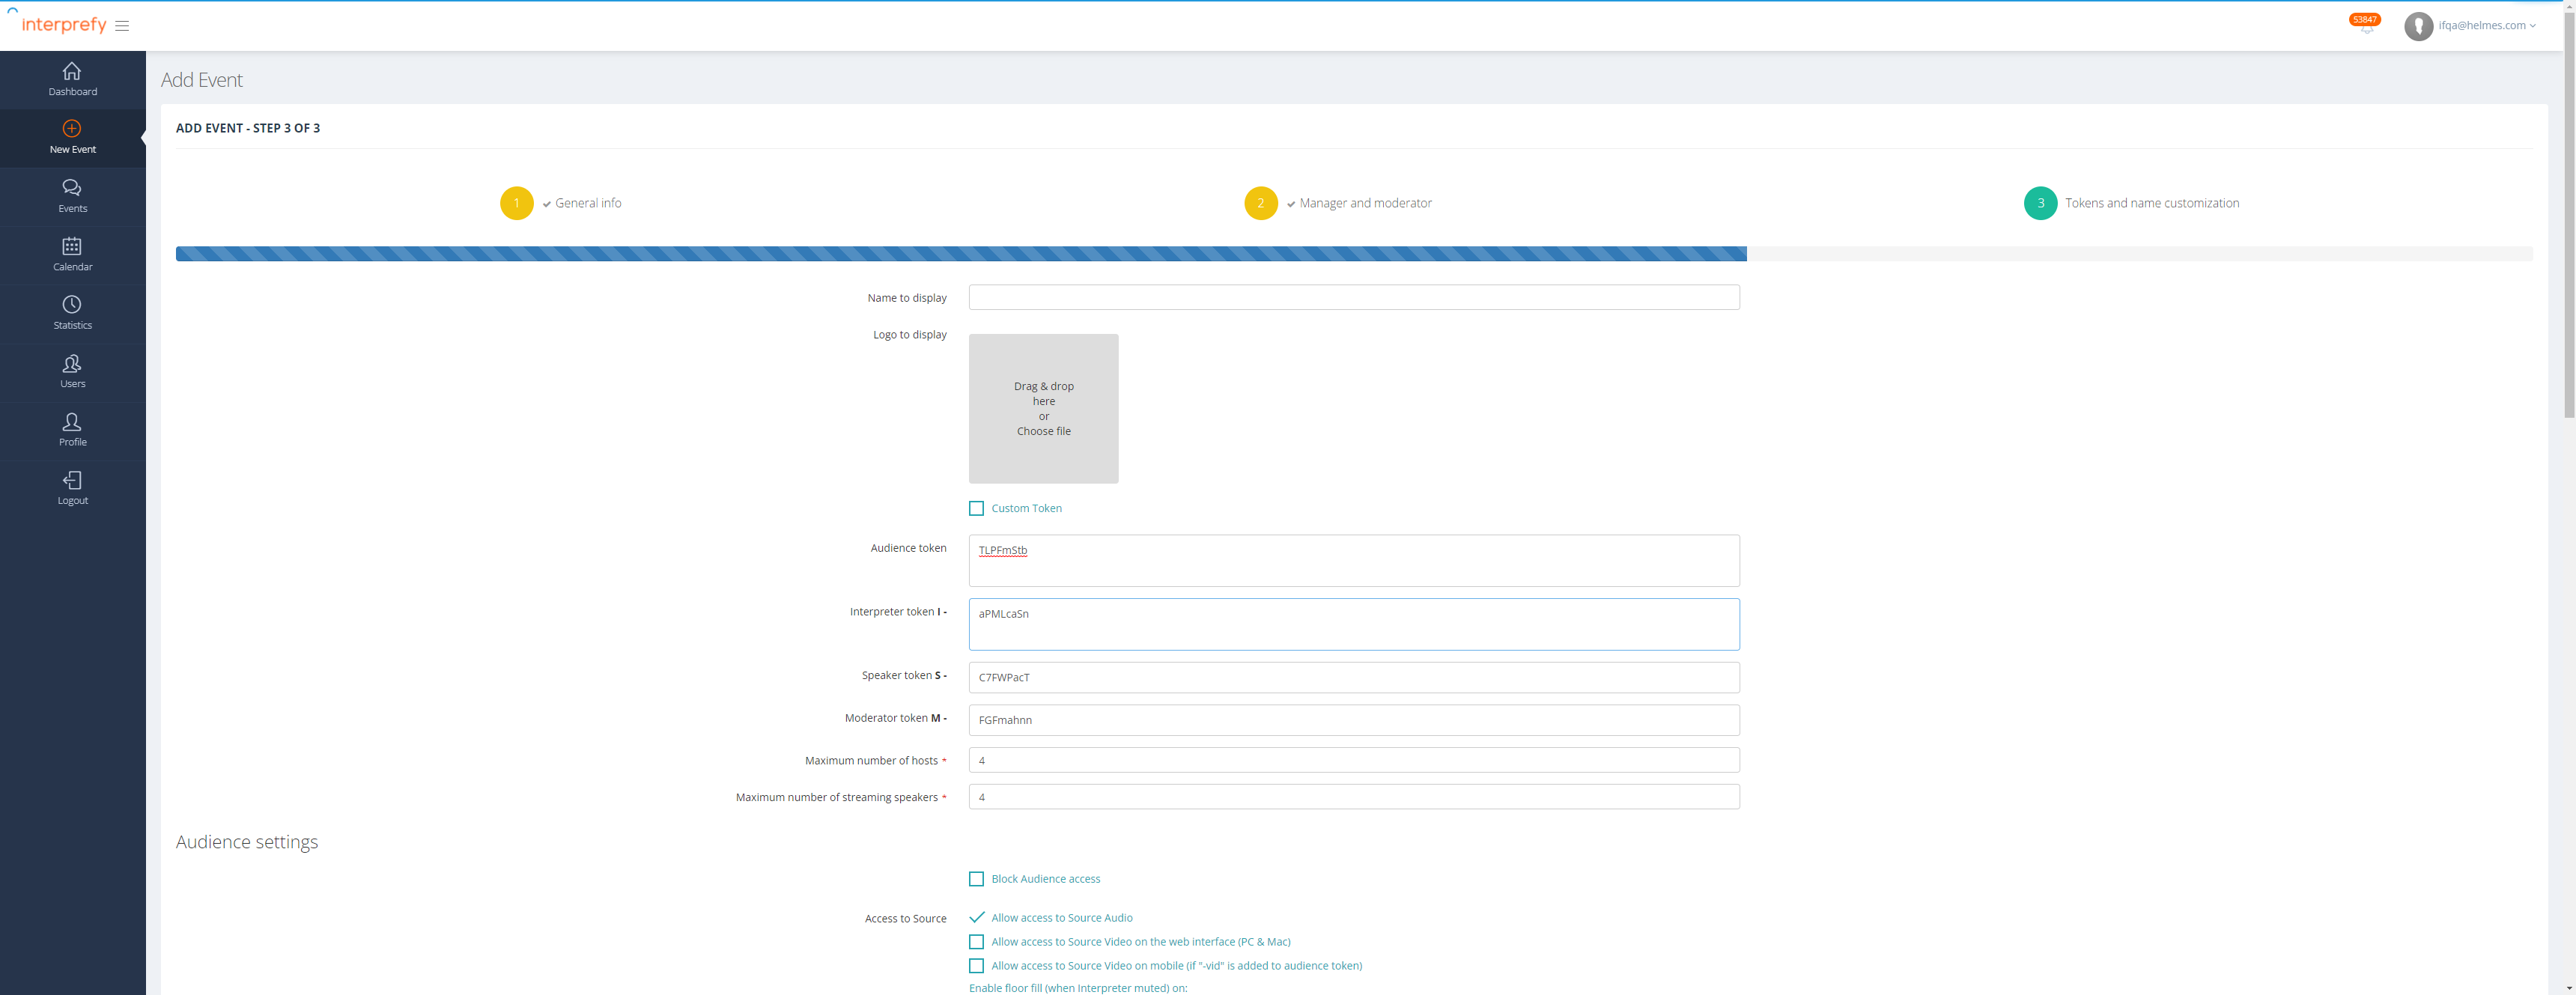 interprefy
53847
ifqa@helmes.com
Dashboard
New Event
Events
Calendar
Statistics
Users
Profile
Logout
Add Event
ADD EVENT - STEP 3 OF 3
1 General info
2 Manager and moderator
3 Tokens and name customization
Name to display
Logo to display
Drag & drop
here
or
Choose file
Custom Token
Audience token TLPFmStb
Interpreter token I - aPMLcaSn
Speaker token S - C7FWPacT
Moderator token M - FGFmahnn
Maximum number of hosts * 4
Maximum number of streaming speakers * 4
Audience settings
Block Audience access
Access to Source Allow access to Source Audio
Allow access to Source Video on the web interface (PC & Mac)
Allow access to Source Video on mobile (if "-vid" is added to audience token)
Enable floor fill (when Interpreter muted) on: